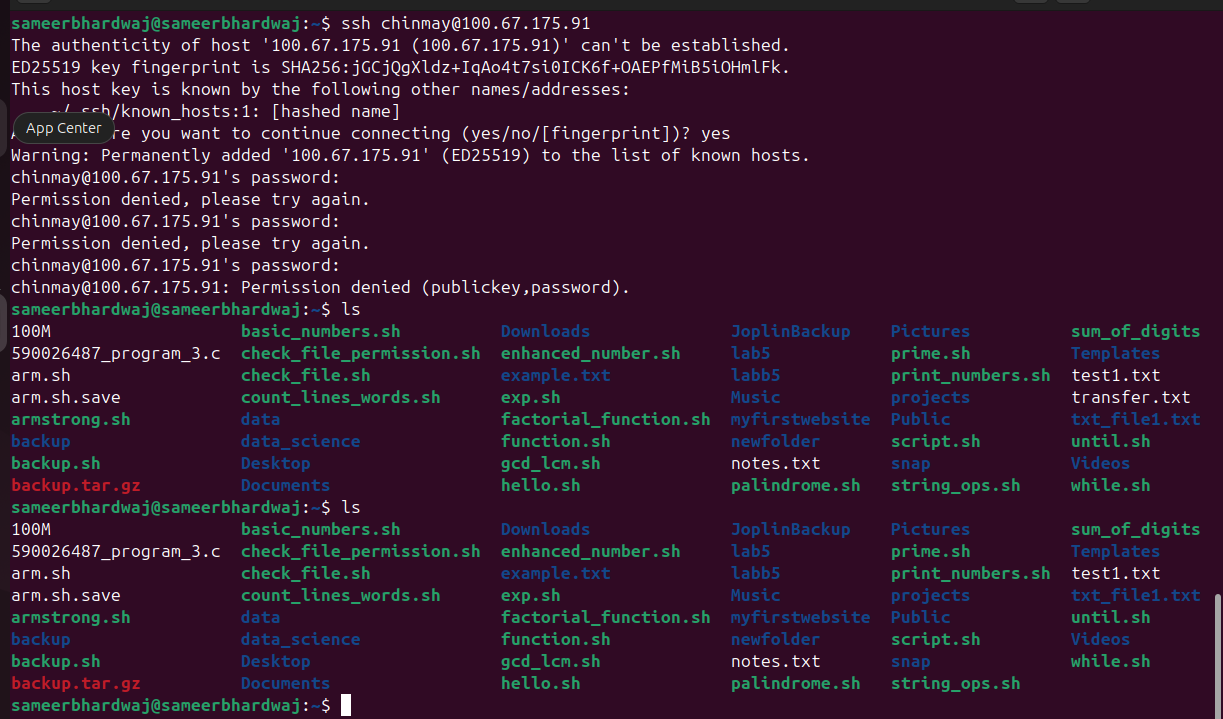 sameerbhardwaj@sameerbhardwaj:~$ ssh chinmay@100.67.175.91
The authenticity of host '100.67.175.91 (100.67.175.91)' can't be established.
ED25519 key fingerprint is SHA256:jGCjQgXldz+IqAo4t7si0ICK6f+OAEPfMiB5iOHmlFk.
This host key is known by the following other names/addresses:
~/.ssh/known_hosts:1: [hashed name]
App Center
re you want to continue connecting (yes/no/[fingerprint])? yes
Warning: Permanently added '100.67.175.91' (ED25519) to the list of known hosts.
chinmay@100.67.175.91's password:
Permission denied, please try again.
chinmay@100.67.175.91's password:
Permission denied, please try again.
chinmay@100.67.175.91's password:
chinmay@100.67.175.91: Permission denied (publickey,password).
sameerbhardwaj@sameerbhardwaj:~$ ls
100M basic_numbers.sh Downloads JoplinBackup Pictures sum_of_digits
590026487_program_3.c check_file_permission.sh enhanced_number.sh lab5 prime.sh Templates
arm.sh check_file.sh example.txt labb5 print_numbers.sh test1.txt
arm.sh.save count_lines_words.sh exp.sh Music projects transfer.txt
armstrong.sh data factorial_function.sh myfirstwebsite Public txt_file1.txt
backup data_science function.sh newfolder script.sh until.sh
backup.sh Desktop gcd_lcm.sh notes.txt snap Videos
backup.tar.gz Documents hello.sh palindrome.sh string_ops.sh while.sh
sameerbhardwaj@sameerbhardwaj:~$ ls
100M basic_numbers.sh Downloads JoplinBackup Pictures sum_of_digits
590026487_program_3.c check_file_permission.sh enhanced_number.sh lab5 prime.sh Templates
arm.sh check_file.sh example.txt labb5 print_numbers.sh test1.txt
arm.sh.save count_lines_words.sh exp.sh Music projects txt_file1.txt
armstrong.sh data factorial_function.sh myfirstwebsite Public until.sh
backup data_science function.sh newfolder script.sh Videos
backup.sh Desktop gcd_lcm.sh notes.txt snap while.sh
backup.tar.gz Documents hello.sh palindrome.sh string_ops.sh
sameerbhardwaj@sameerbhardwaj:~$